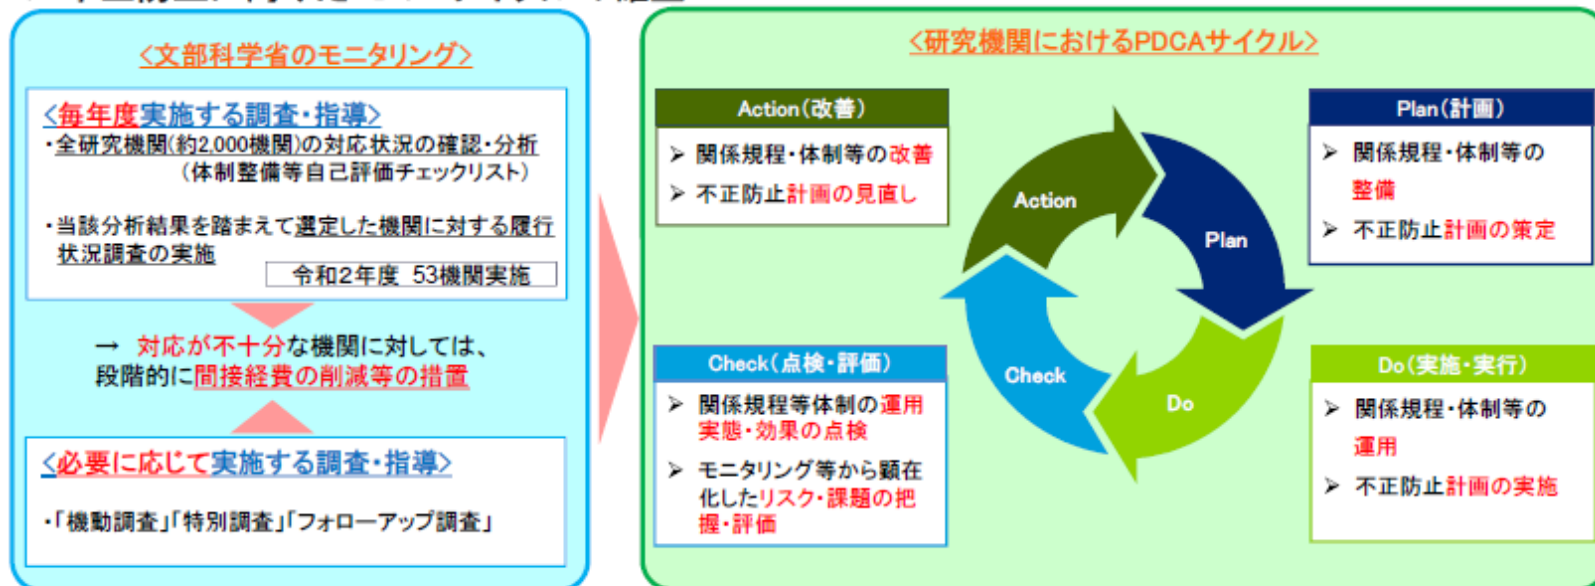 <文部科学省のモニタリング>
<毎年度実施する調査・指導>
・全研究機関(約2,000機関)の対応状況の確認・分析
(体制整備等自己評価チェックリスト)
・当該分析結果を踏まえて選定した機関に対する履行
状況調査の実施
令和2年度 53機関実施
→ 対応が不十分な機関に対しては、
段階的に間接経費の削減等の措置
<必要に応じて実施する調査・指導>
・「機動調査」「特別調査」「フォローアップ調査」
<研究機関におけるPDCAサイクル>
Action(改善)
➢ 関係規程・体制等の改善
➢ 不正防止計画の見直し
Plan(計画)
➢ 関係規程・体制等の
整備
➢ 不正防止計画の策定
Action
Plan
Check
Do
Check(点検・評価)
➢ 関係規程等体制の運用
実態・効果の点検
➢ モニタリング等から顕在
化したリスク・課題の把
握・評価
Do(実施・実行)
➢ 関係規程・体制等の
運用
➢ 不正防止計画の実施